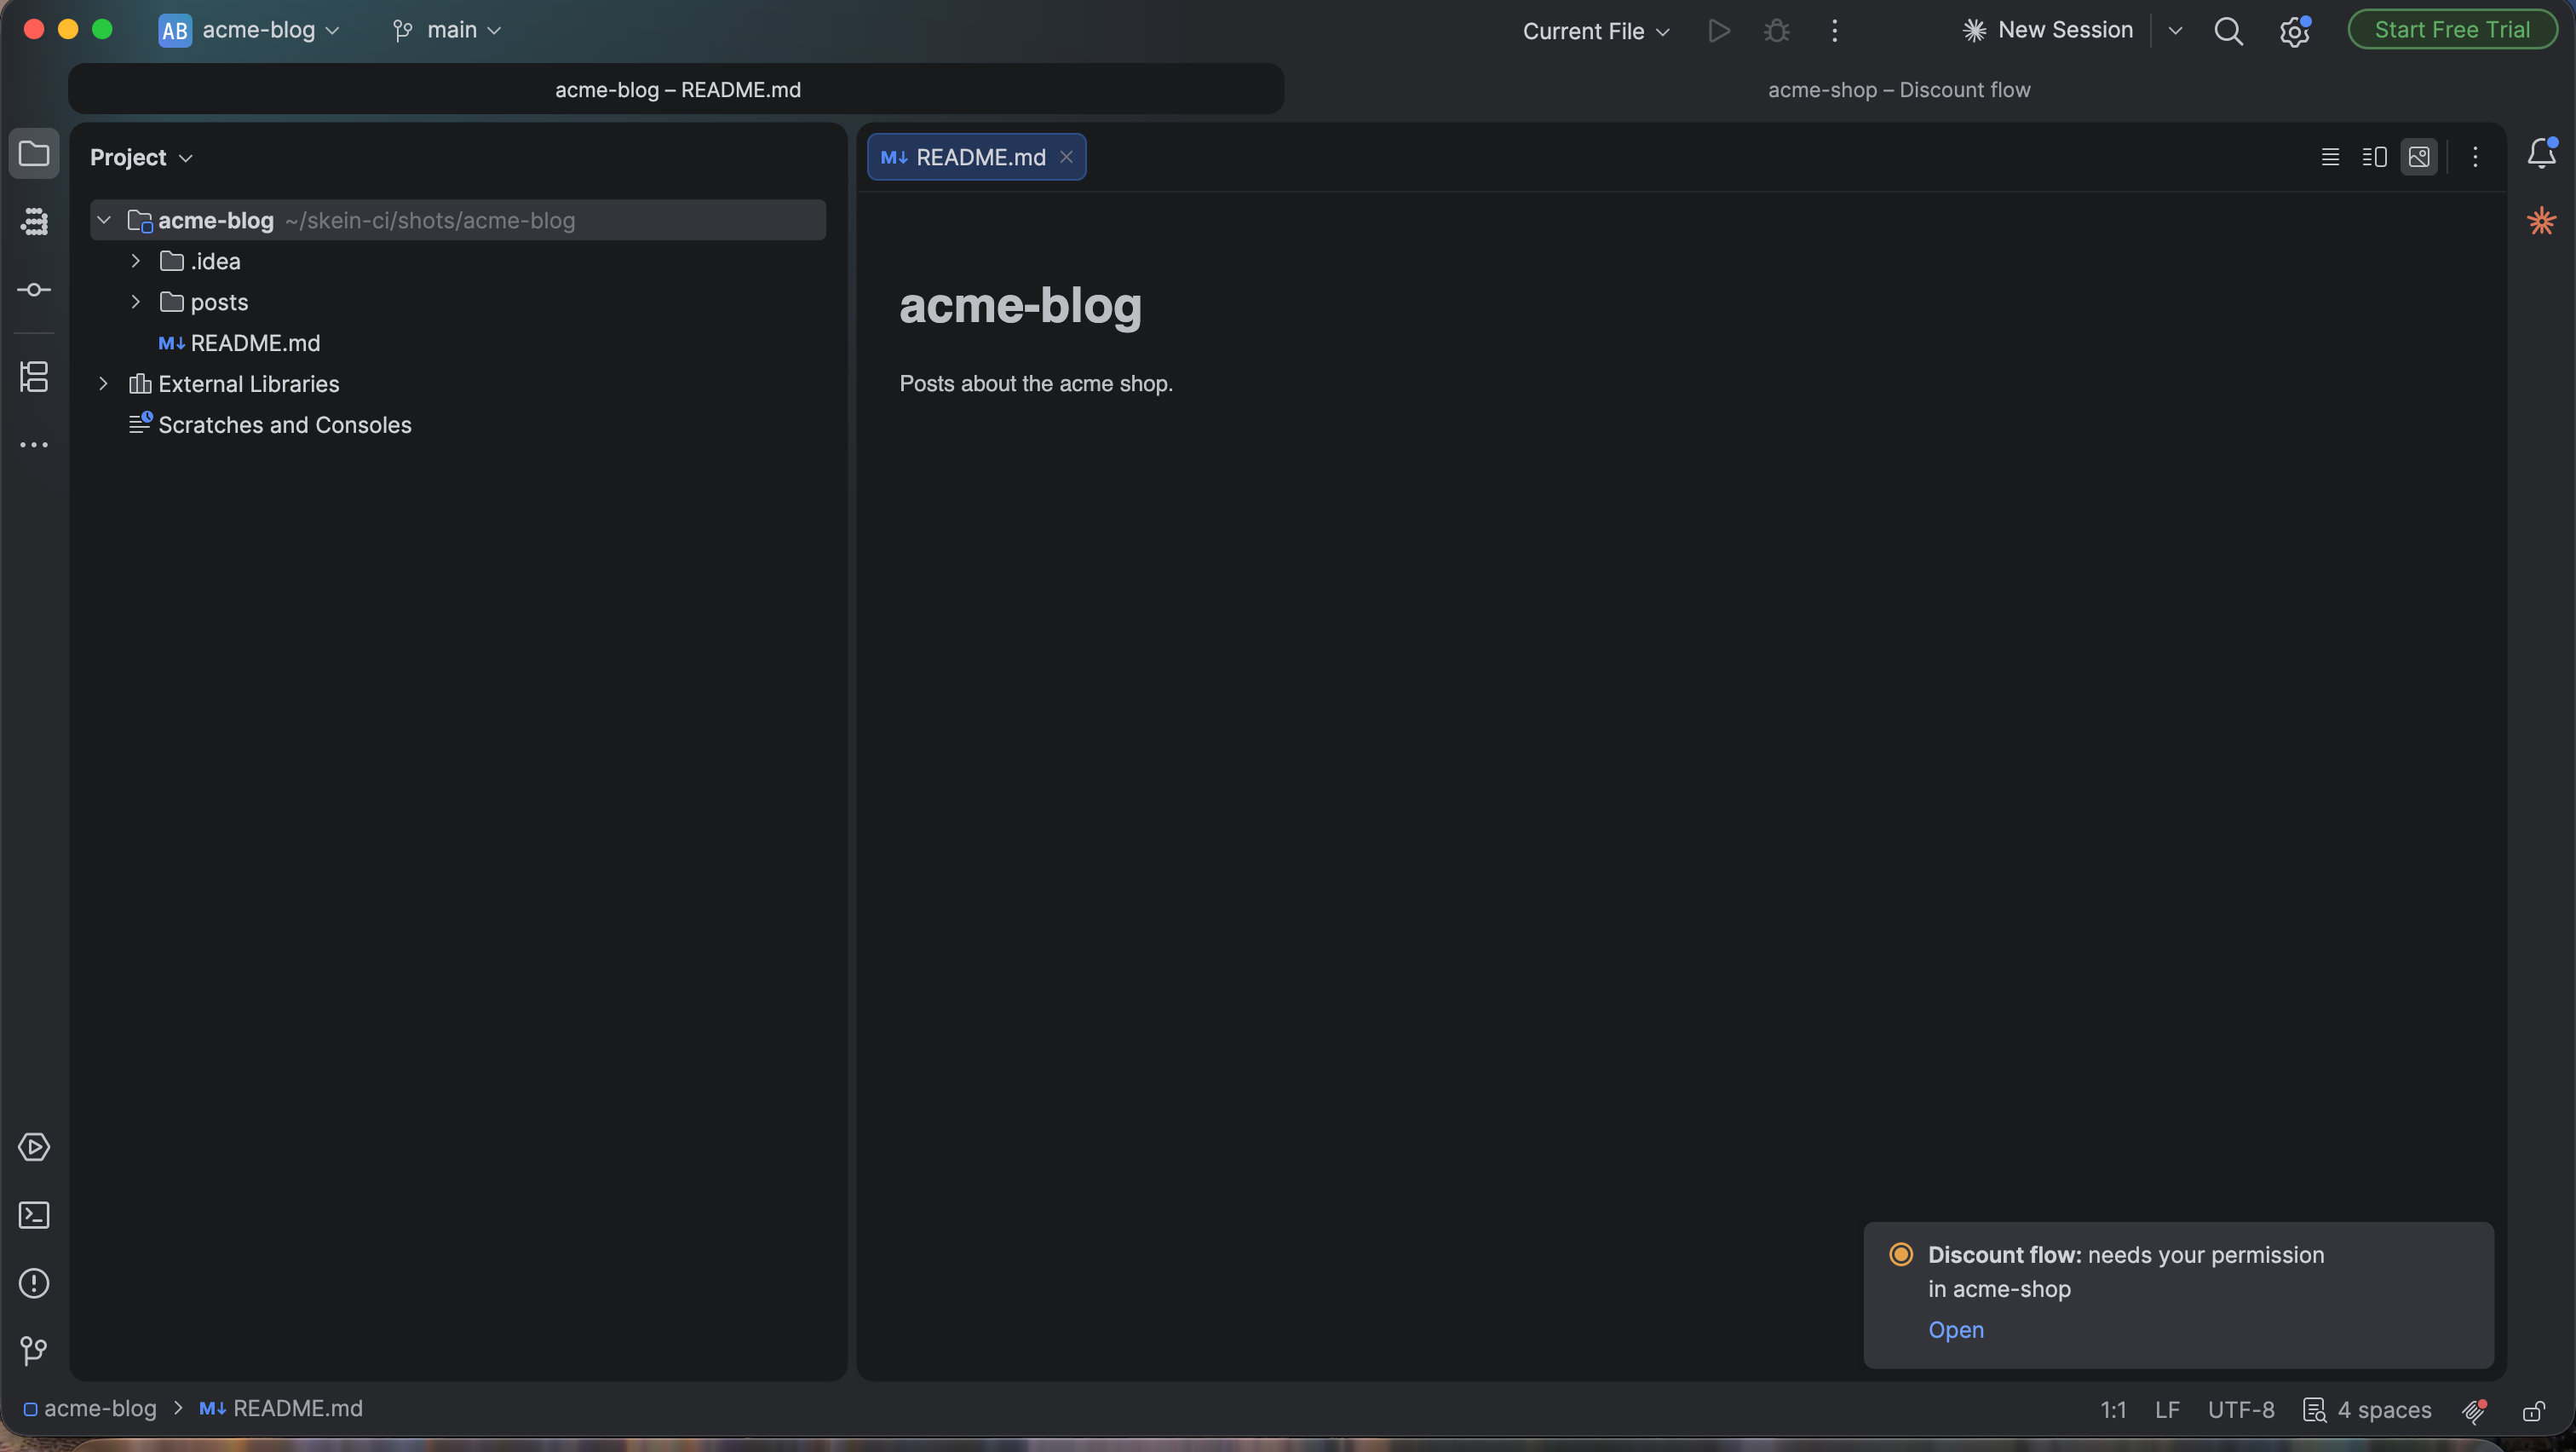 AB acme-blog
main
Current File
New Session
Start Free Trial
acme-blog – README.md
acme-shop – Discount flow
Project
M↓ README.md
acme-blog ~/skein-ci/shots/acme-blog
.idea
posts
M↓ README.md
External Libraries
Scratches and Consoles
acme-blog
Posts about the acme shop.
Discount flow: needs your permission
in acme-shop
Open
acme-blog > M↓ README.md
1:1 LF UTF-8 4 spaces